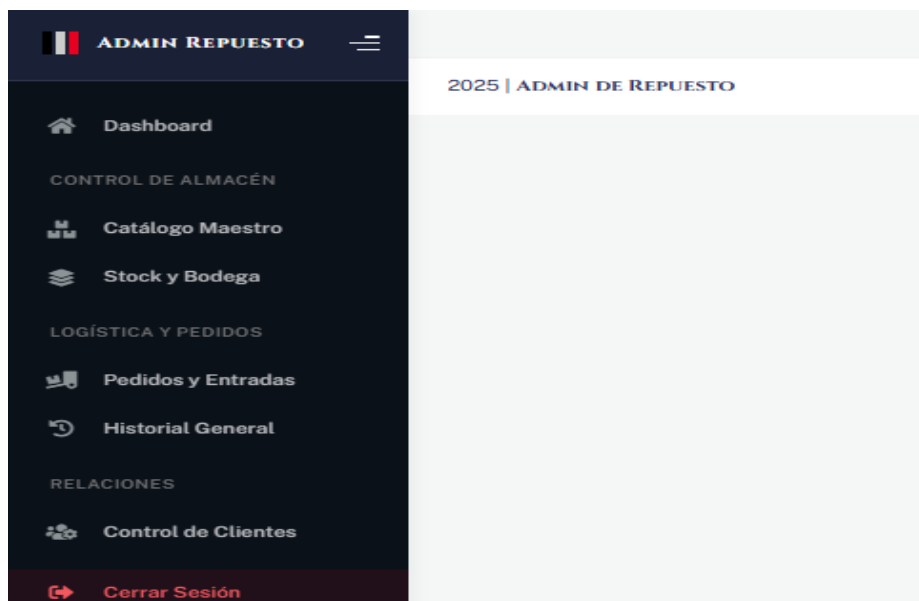 Admin Repuesto
2025 | Admin de Repuesto
Dashboard
CONTROL DE ALMACÉN
Catálogo Maestro
Stock y Bodega
LOGÍSTICA Y PEDIDOS
Pedidos y Entradas
Historial General
RELACIONES
Control de Clientes
Cerrar Sesión